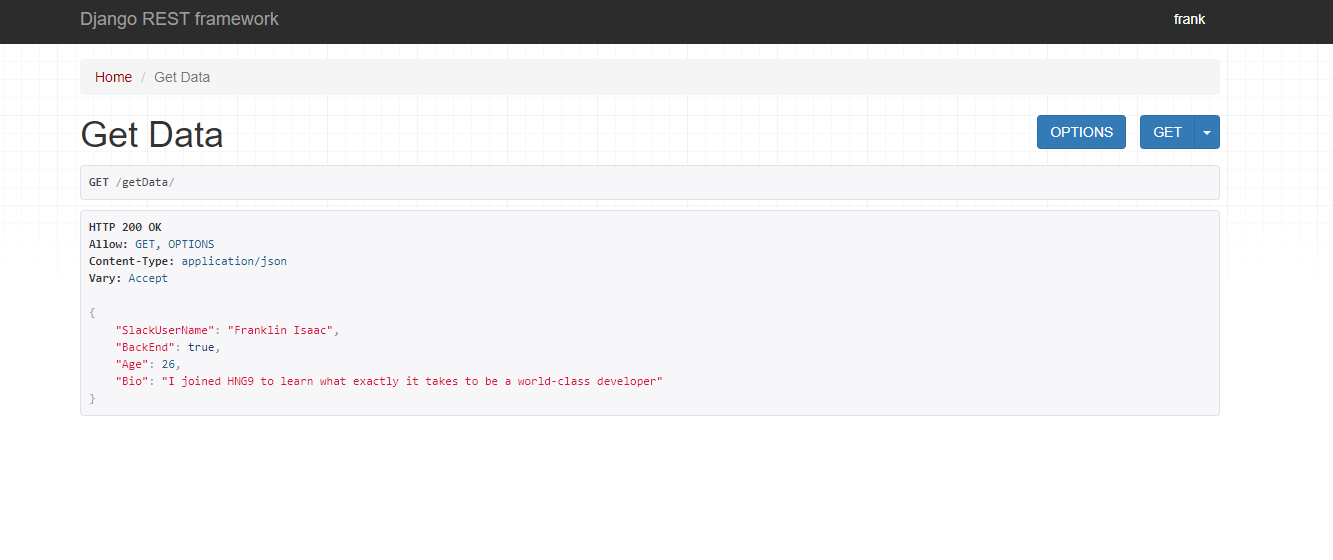 Django REST framework
frank
Home / Get Data
Get Data
OPTIONS
GET
GET /getData/
HTTP 200 OK
Allow: GET, OPTIONS
Content-Type: application/json
Vary: Accept
{
    "SlackUserName": "Franklin Isaac",
    "BackEnd": true,
    "Age": 26,
    "Bio": "I joined HNG9 to learn what exactly it takes to be a world-class developer"
}